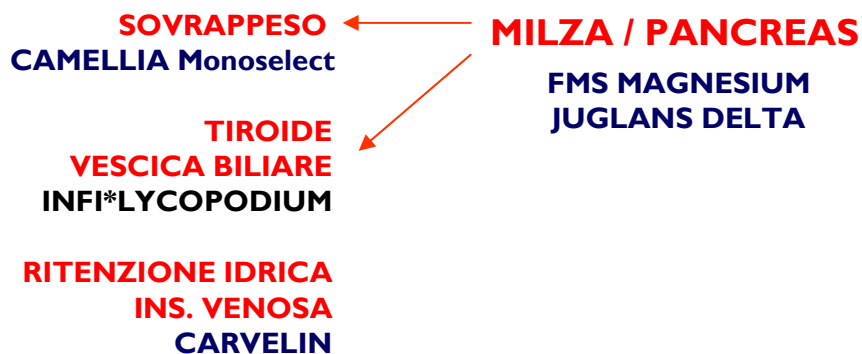 SOVRAPPESO
CAMELLIA Monoselect
TIROIDE
VESCICA BILIARE
INFI*LYCOPODIUM
RITENZIONE IDRICA
INS. VENOSA
CARVELIN
MILZA / PANCREAS
FMS MAGNESIUM
JUGLANS DELTA